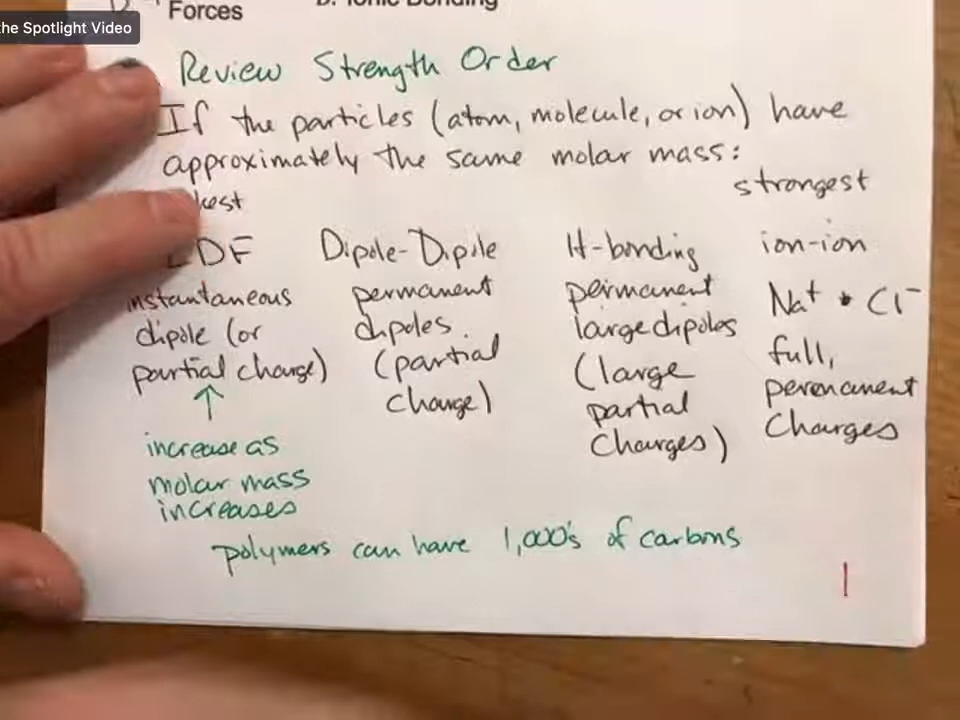 Forces
the Spotlight Video
Review Strength Order
If the particles (atom, molecule, or ion) have
approximately the same molar mass:
strongest
LDF Dipole-Dipole H-bonding ion-ion
instantaneous permanent permanent Na⁺ • Cl⁻
dipole (or dipoles. large dipoles full,
partial charge) (partial (large permanent
↑ charge) partial charges
increase as charges)
molar mass
increases
polymers can have 1,000's of carbons
1